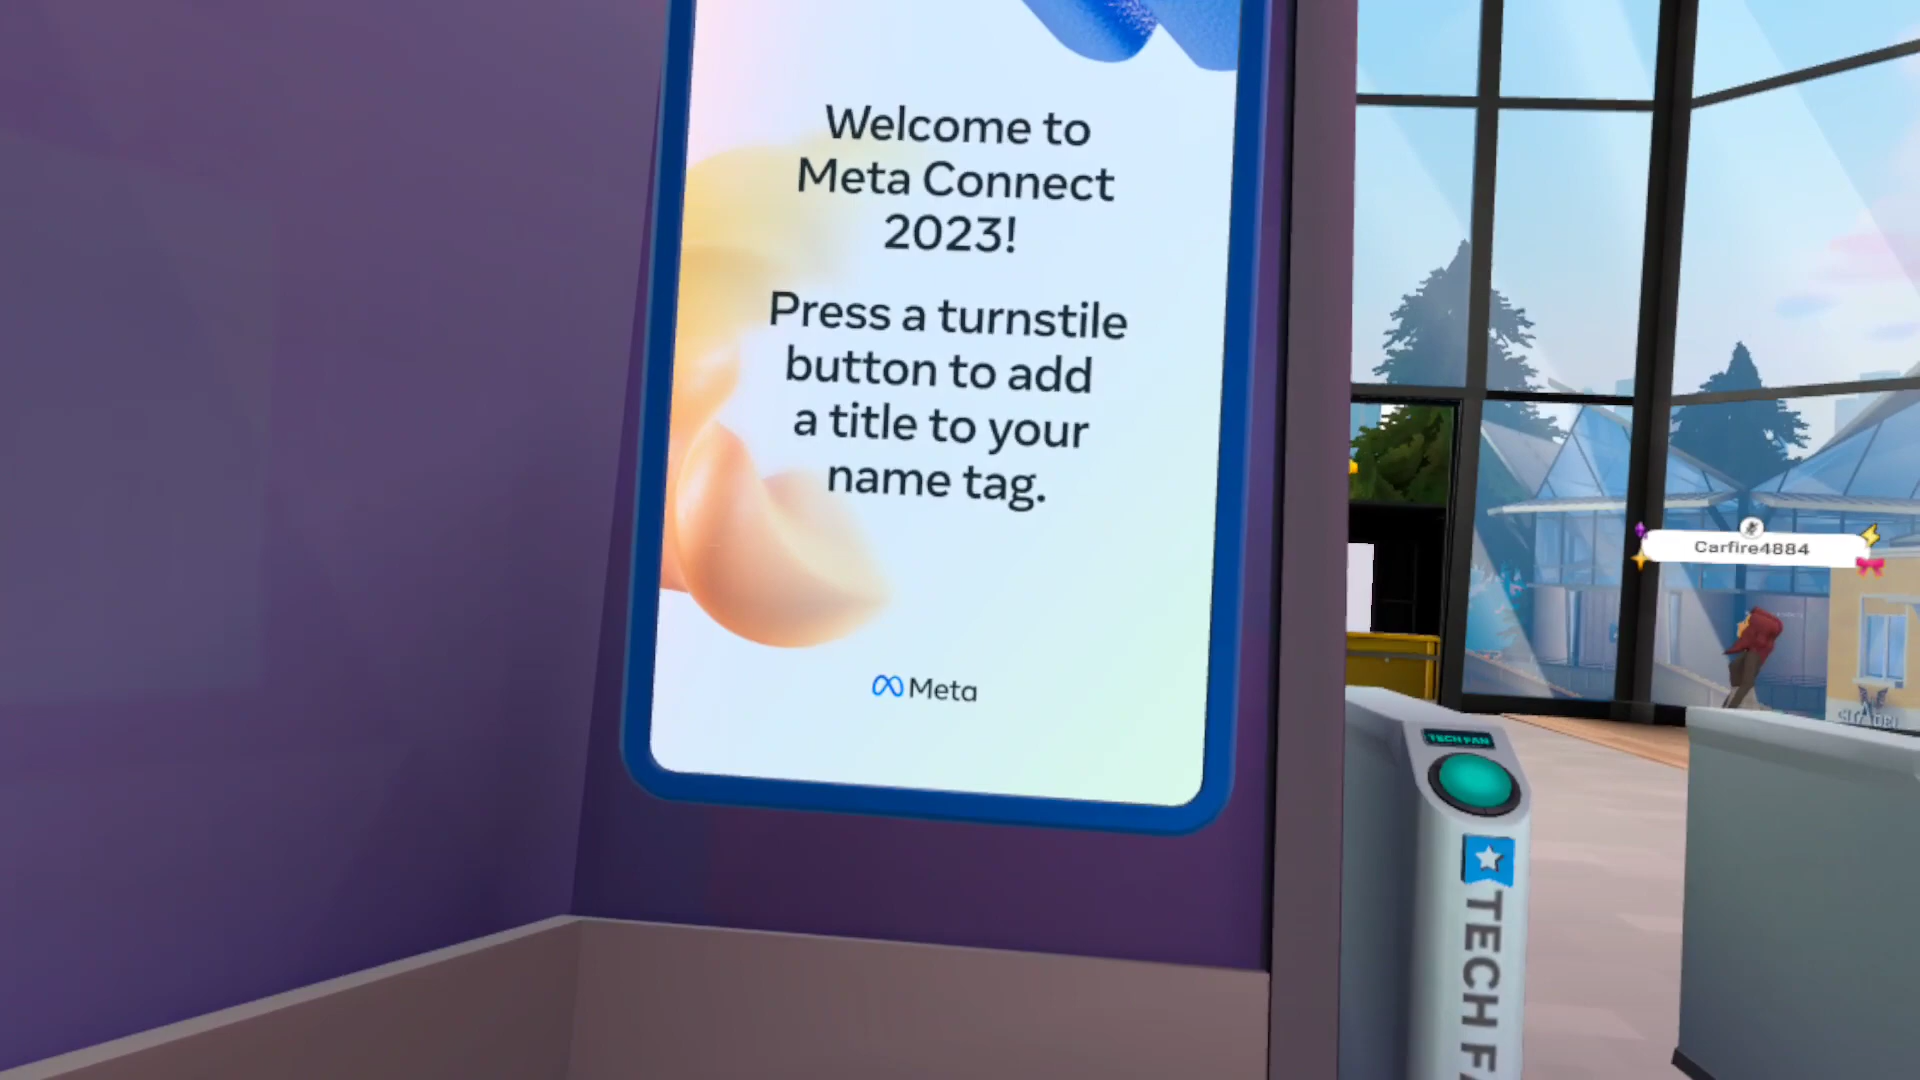 Welcome to
Meta Connect
2023!
Press a turnstile
button to add
a title to your
name tag.
Meta
Carfire4884
TECH FAN
TECH FA